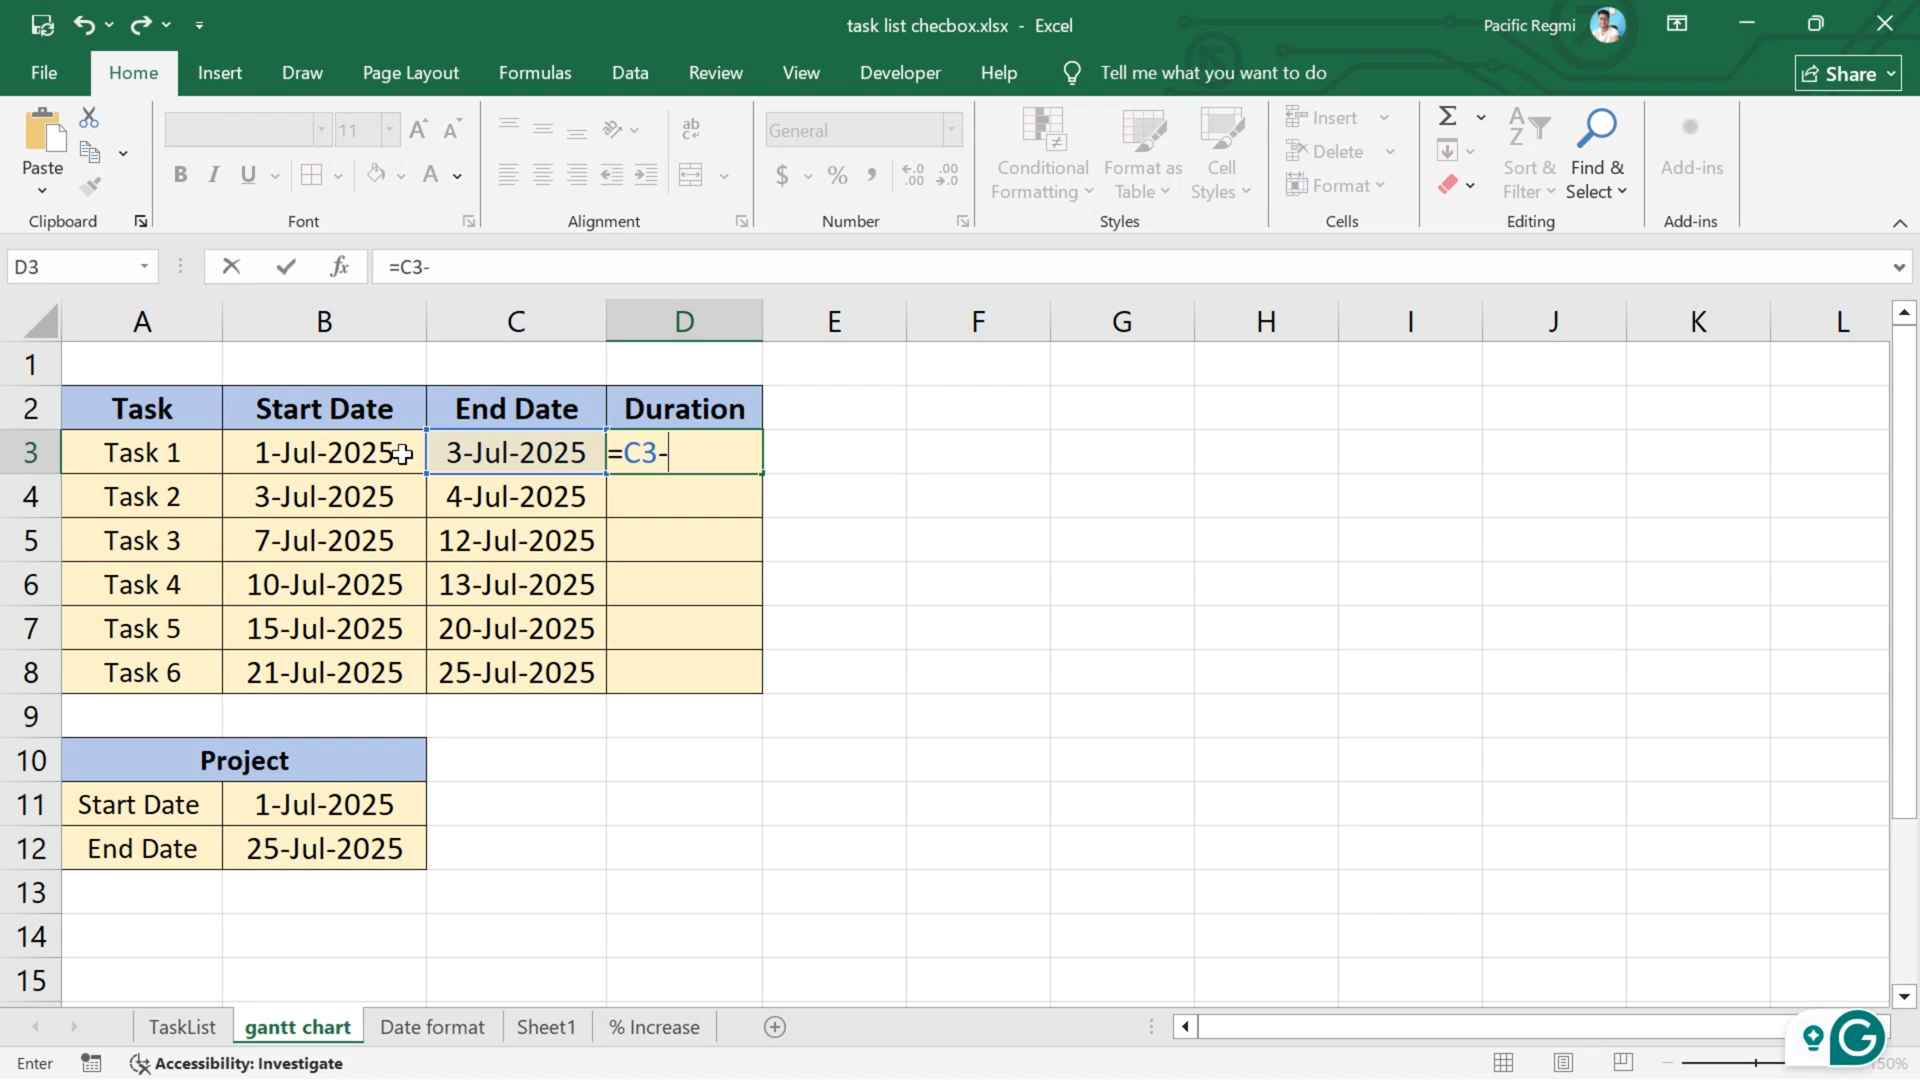 task list checbox.xlsx - Excel
Pacific Regmi
File Home Insert Draw Page Layout Formulas Data Review View Developer Help Tell me what you want to do Share
Paste
11
General
Conditional Formatting
Format as Table
Cell Styles
Insert
Delete
Format
Sort & Filter
Find & Select
Add-ins
Clipboard Font Alignment Number Styles Cells Editing Add-ins
D3 fx =C3-
A B C D E F G H I J K L
1
2 Task Start Date End Date Duration
3 Task 1 1-Jul-2025 3-Jul-2025 =C3-
4 Task 2 3-Jul-2025 4-Jul-2025
5 Task 3 7-Jul-2025 12-Jul-2025
6 Task 4 10-Jul-2025 13-Jul-2025
7 Task 5 15-Jul-2025 20-Jul-2025
8 Task 6 21-Jul-2025 25-Jul-2025
9
10 Project
11 Start Date 1-Jul-2025
12 End Date 25-Jul-2025
13
14
15
TaskList gantt chart Date format Sheet1 % Increase
Enter Accessibility: Investigate